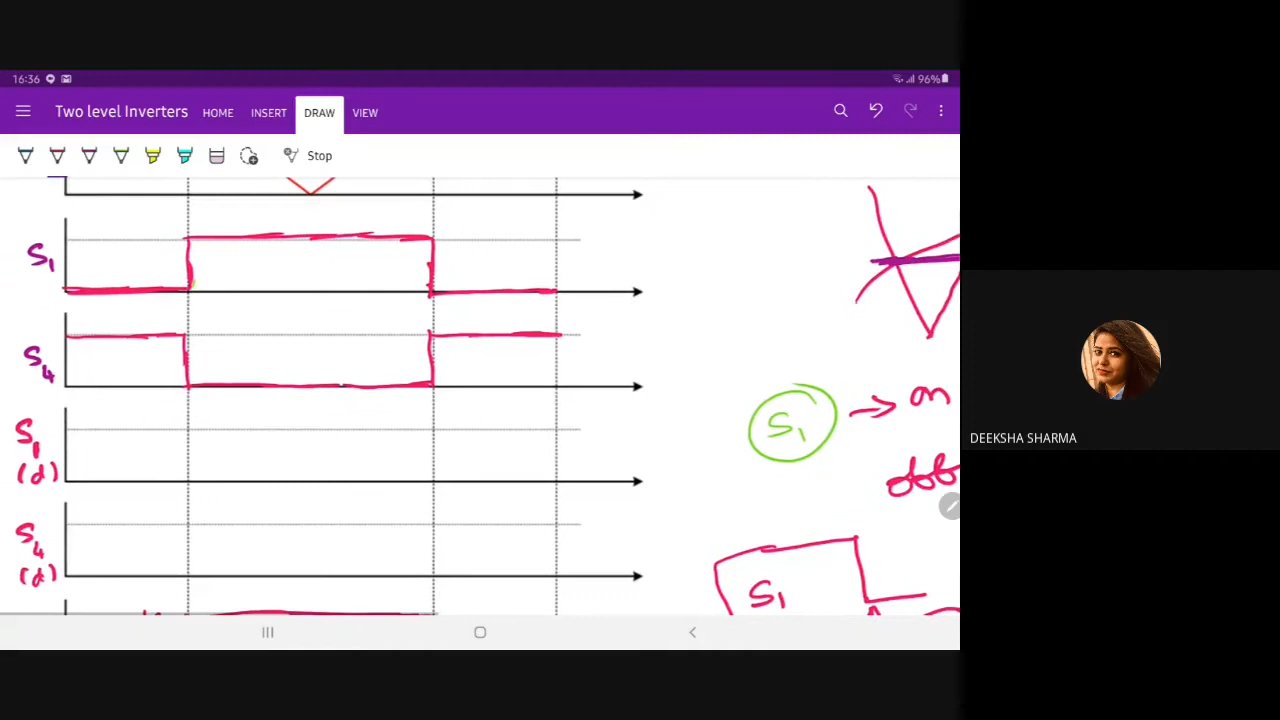 16:36 96%
Two level Inverters HOME INSERT DRAW VIEW
Stop
S1
S4
S1
(d)
S4
(d)
S1 → on
off
S1
DEEKSHA SHARMA